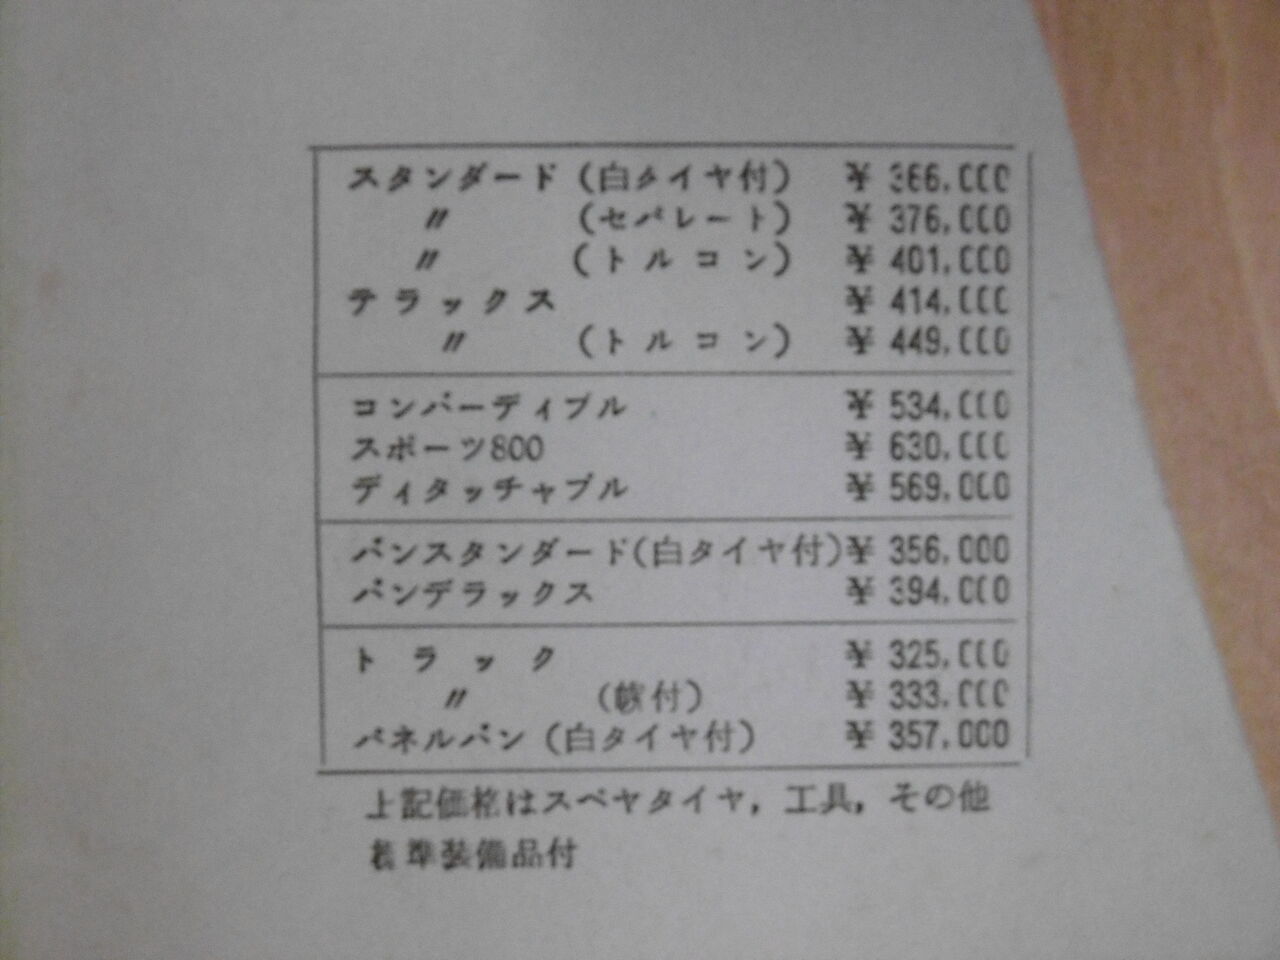 スタンダード (白タイヤ付) ¥ 366,000
〃 (セパレート) ¥ 376,000
〃 (トルコン) ¥ 401,000
デラックス ¥ 414,000
〃 (トルコン) ¥ 449,000
コンバーディブル ¥ 534,000
スポーツ800 ¥ 630,000
ディタッチャブル ¥ 569,000
バンスタンダード(白タイヤ付) ¥ 356,000
バンデラックス ¥ 394,000
トラック ¥ 325,000
〃 (幌付) ¥ 333,000
パネルバン (白タイヤ付) ¥ 357,000
上記価格はスペヤタイヤ, 工具, その他
標準装備品付